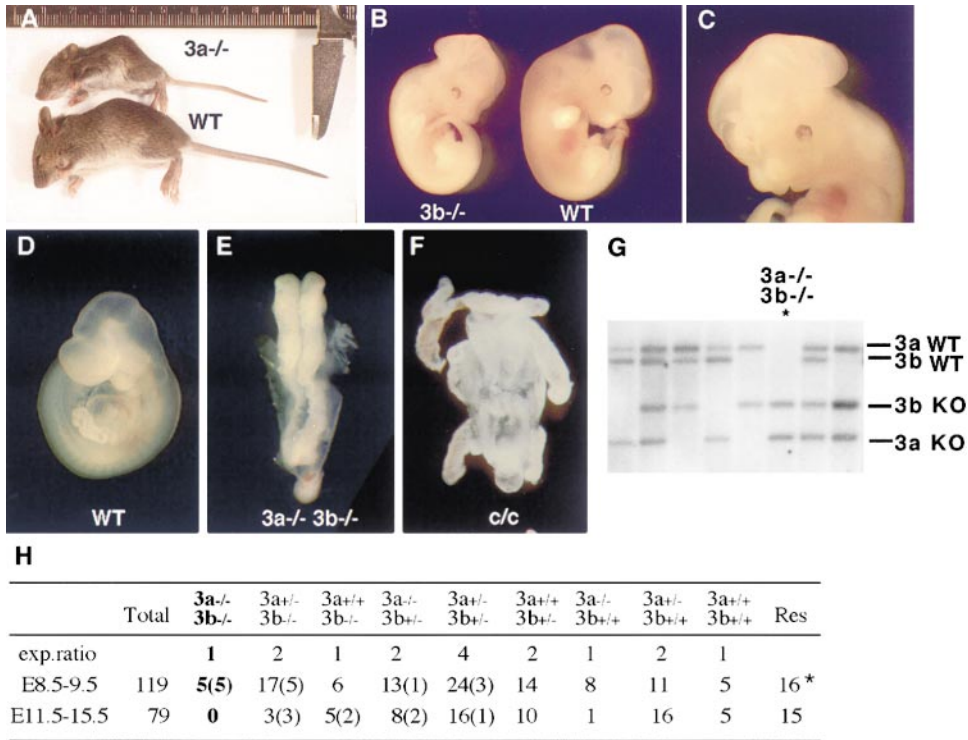 A
3a-/-
WT
B
3b-/-
WT
C
D
WT
E
3a-/- 3b-/-
F
c/c
G
3a-/-
3b-/-
*
3a WT
3b WT
3b KO
3a KO
H
Total 3a-/- 3b-/- 3a+/- 3b-/- 3a+/+ 3b-/- 3a-/- 3b+/- 3a+/- 3b+/- 3a+/+ 3b+/- 3a-/- 3b+/+ 3a+/- 3b+/+ 3a+/+ 3b+/+ Res
exp.ratio 1 2 1 2 4 2 1 2 1
E8.5-9.5 119 5(5) 17(5) 6 13(1) 24(3) 14 8 11 5 16*
E11.5-15.5 79 0 3(3) 5(2) 8(2) 16(1) 10 1 16 5 15